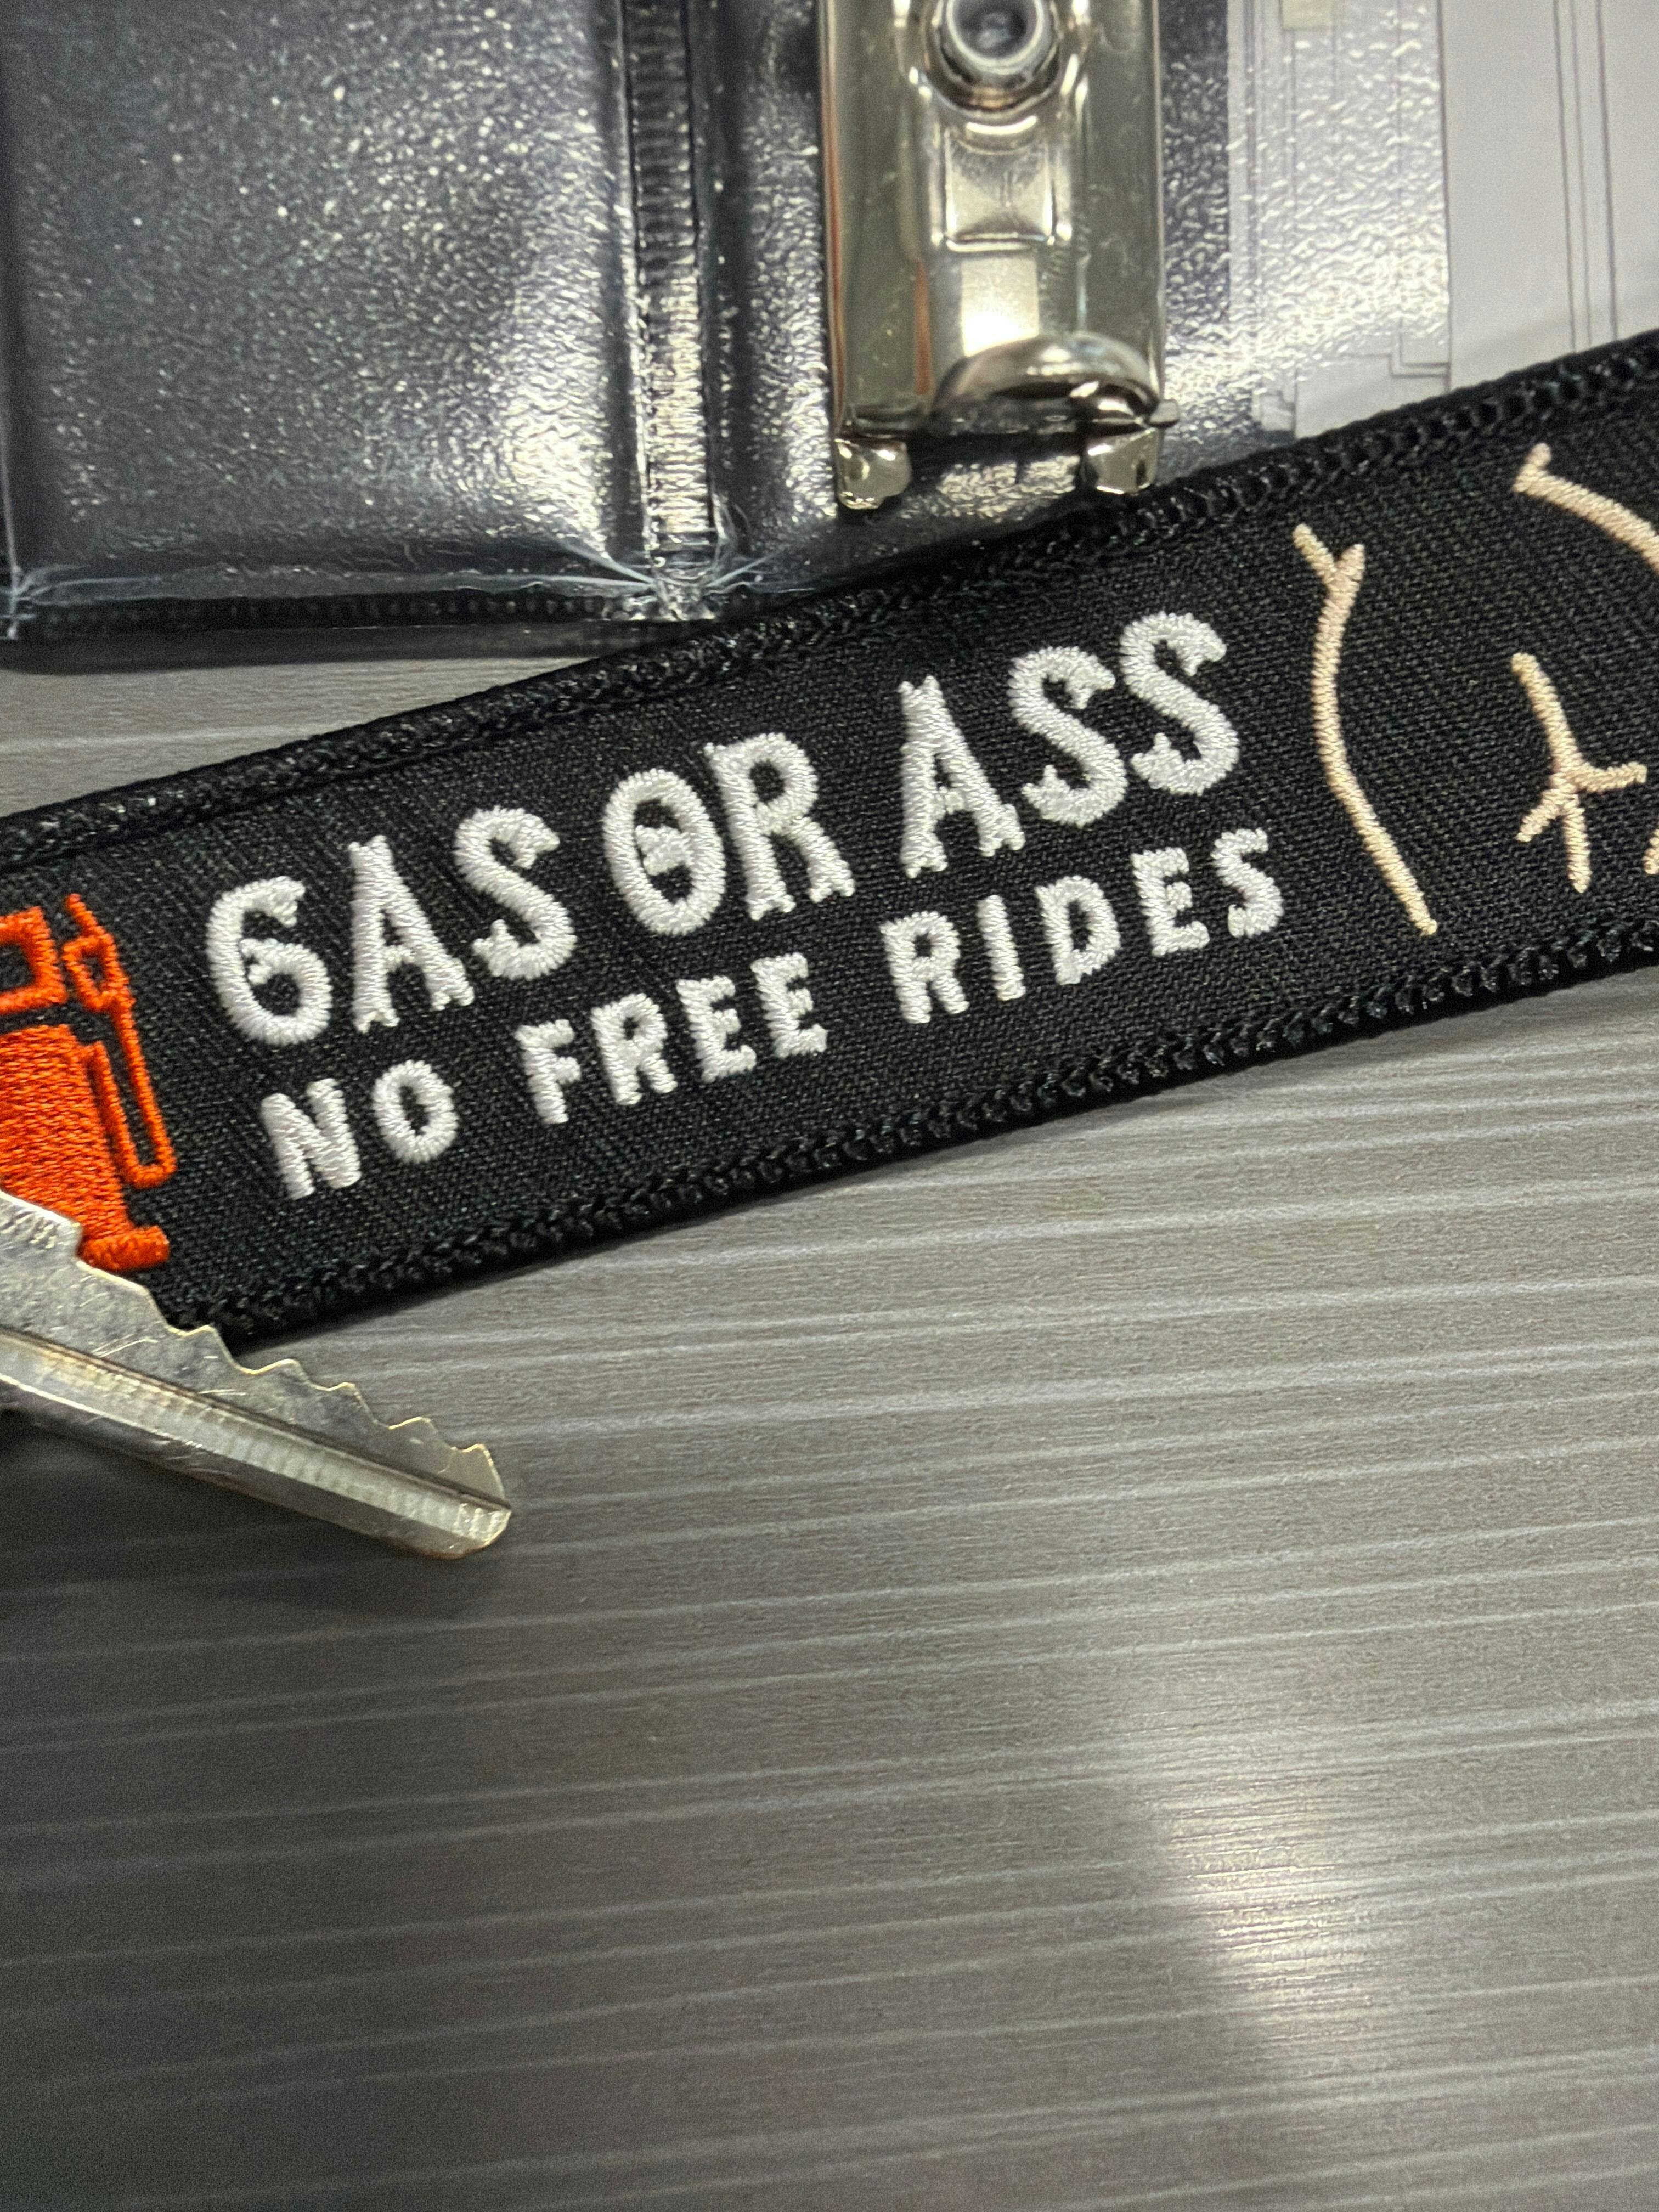 GAS OR ASS
NO FREE RIDES